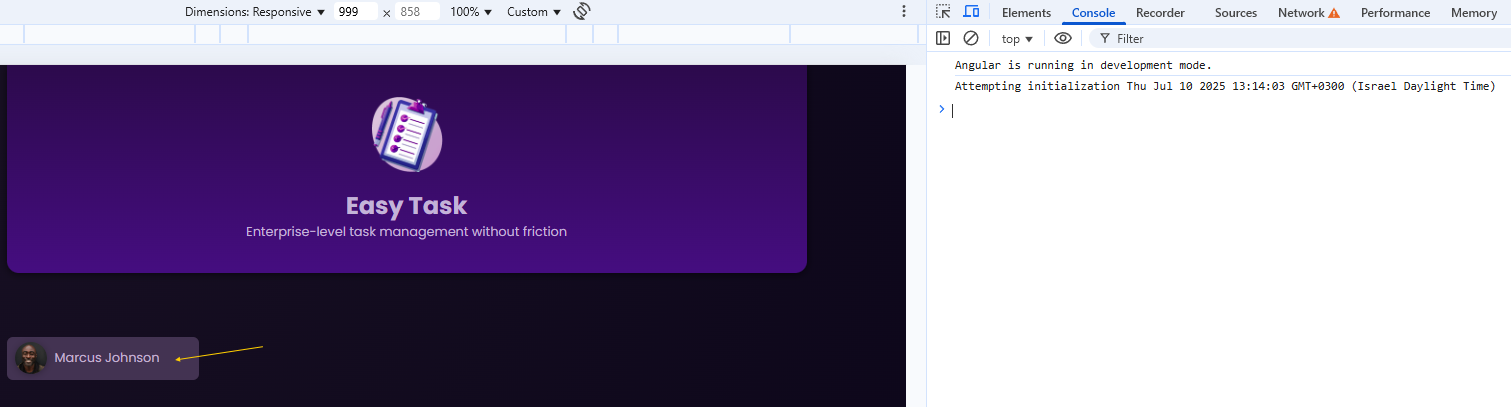 Dimensions: Responsive ▼ 999 × 858 100% ▼ Custom ▼
Elements Console Recorder Sources Network Performance Memory
top ▼ Filter
Angular is running in development mode.
Attempting initialization Thu Jul 10 2025 13:14:03 GMT+0300 (Israel Daylight Time)
>
Easy Task
Enterprise-level task management without friction
Marcus Johnson